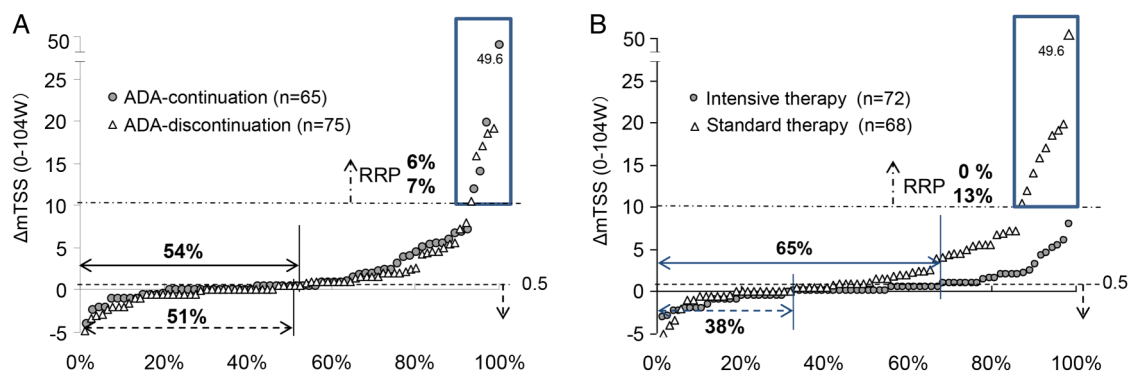 A
ΔmTSS (0-104W)
50
25
20
15
10
5
0
-5
ADA-continuation (n=65)
ADA-discontinuation (n=75)
49.6
RRP 6%
7%
54%
51%
0.5
0% 20% 40% 60% 80% 100%
B
ΔmTSS (0-104W)
50
25
20
15
10
5
0
-5
Intensive therapy (n=72)
Standard therapy (n=68)
49.6
RRP 0 %
13%
65%
38%
0.5
0% 20% 40% 60% 80% 100%